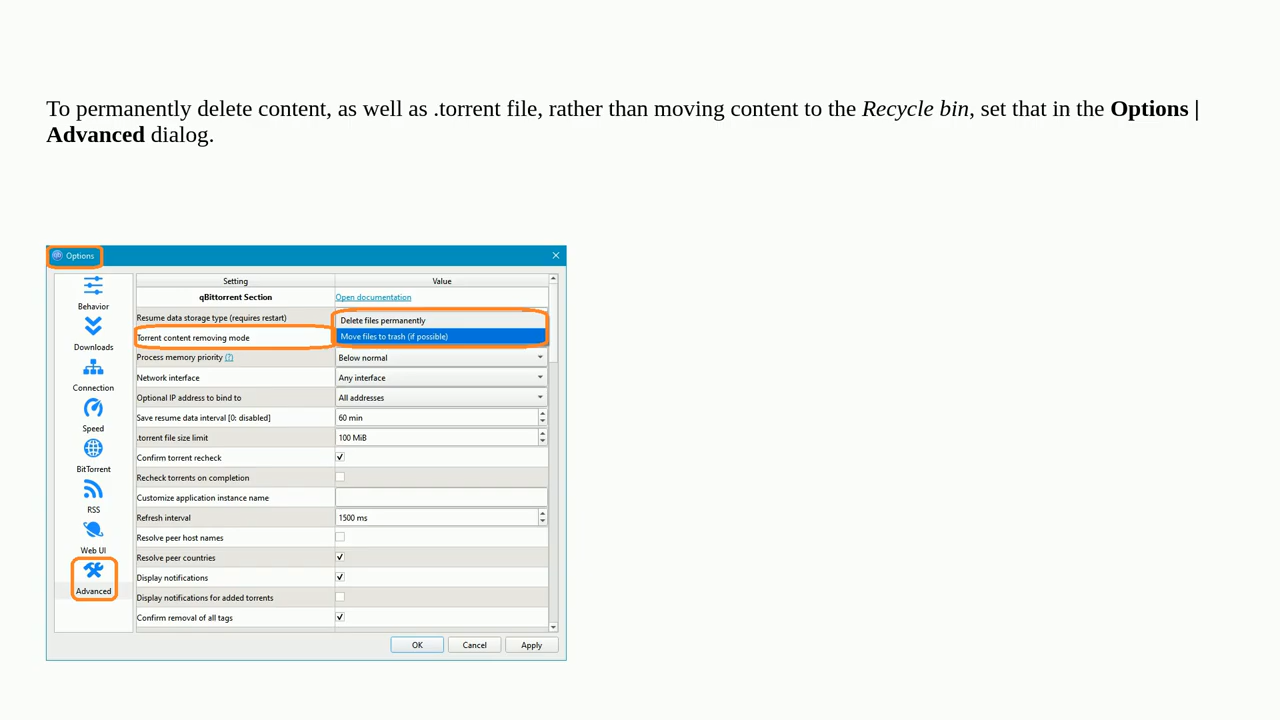 To permanently delete content, as well as .torrent file, rather than moving content to the Recycle bin, set that in the Options |
Advanced dialog.
Options
Setting Value
qBittorrent Section Open documentation
Resume data storage type (requires restart)
Delete files permanently
Torrent content removing mode Move files to trash (if possible)
Process memory priority (?) Below normal
Network interface Any interface
Optional IP address to bind to All addresses
Save resume data interval [0: disabled] 60 min
.torrent file size limit 100 MiB
Confirm torrent recheck
Recheck torrents on completion
Customize application instance name
Refresh interval 1500 ms
Resolve peer host names
Resolve peer countries
Display notifications
Display notifications for added torrents
Confirm removal of all tags
Behavior
Downloads
Connection
Speed
BitTorrent
RSS
Web UI
Advanced
OK Cancel Apply